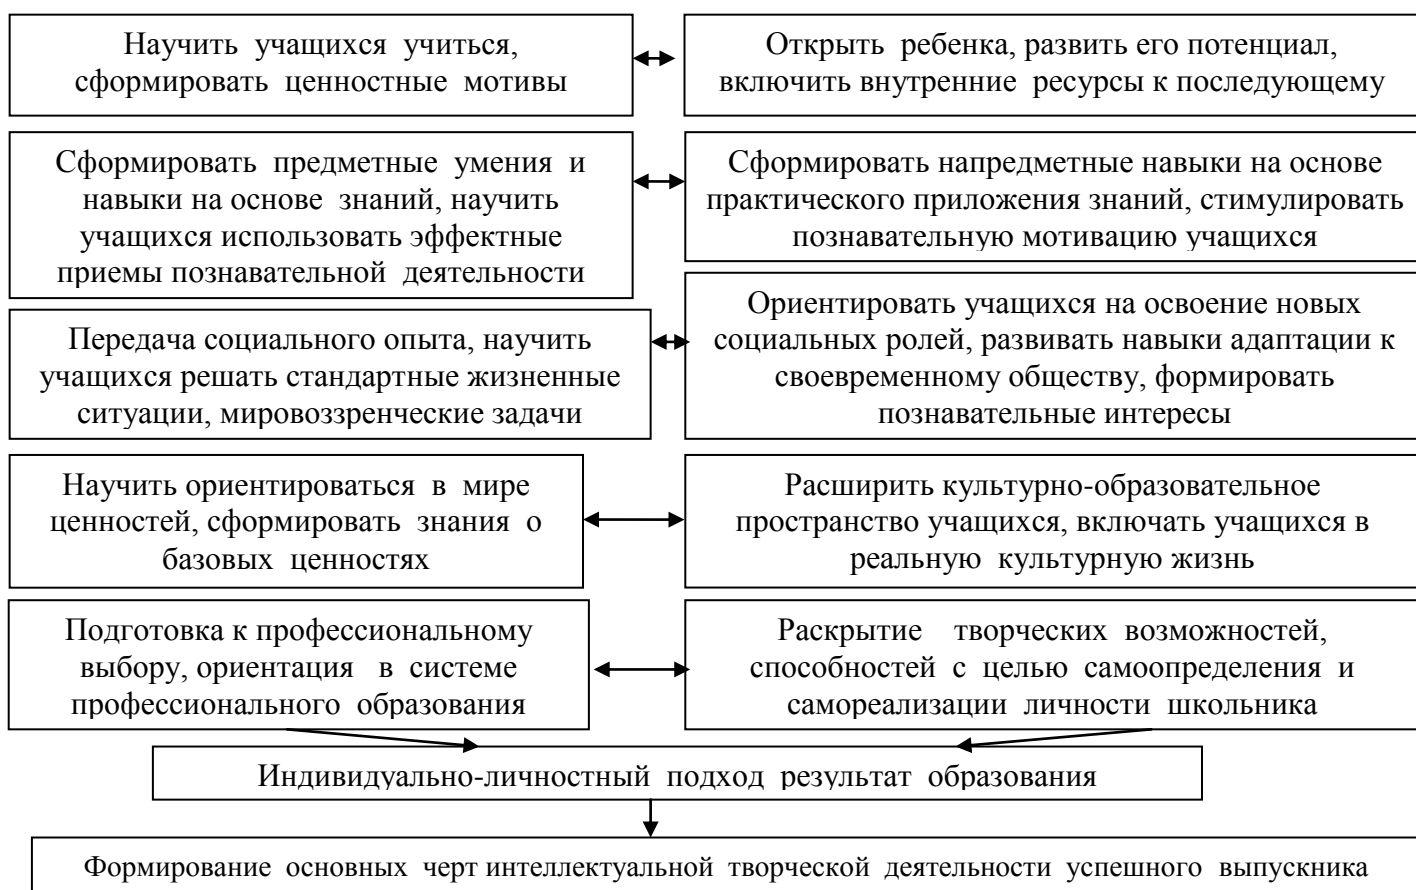 Научить учащихся учиться,
сформировать ценностные мотивы
Открыть ребенка, развить его потенциал,
включить внутренние ресурсы к последующему
Сформировать предметные умения и
навыки на основе знаний, научить
учащихся использовать эффектные
приемы познавательной деятельности
Сформировать напредметные навыки на основе
практического приложения знаний, стимулировать
познавательную мотивацию учащихся
Передача социального опыта, научить
учащихся решать стандартные жизненные
ситуации, мировоззренческие задачи
Ориентировать учащихся на освоение новых
социальных ролей, развивать навыки адаптации к
своевременному обществу, формировать
познавательные интересы
Научить ориентироваться в мире
ценностей, сформировать знания о
базовых ценностях
Расширить культурно-образовательное
пространство учащихся, включать учащихся в
реальную культурную жизнь
Подготовка к профессиональному
выбору, ориентация в системе
профессионального образования
Раскрытие творческих возможностей,
способностей с целью самоопределения и
самореализации личности школьника
Индивидуально-личностный подход результат образования
Формирование основных черт интеллектуальной творческой деятельности успешного выпускника